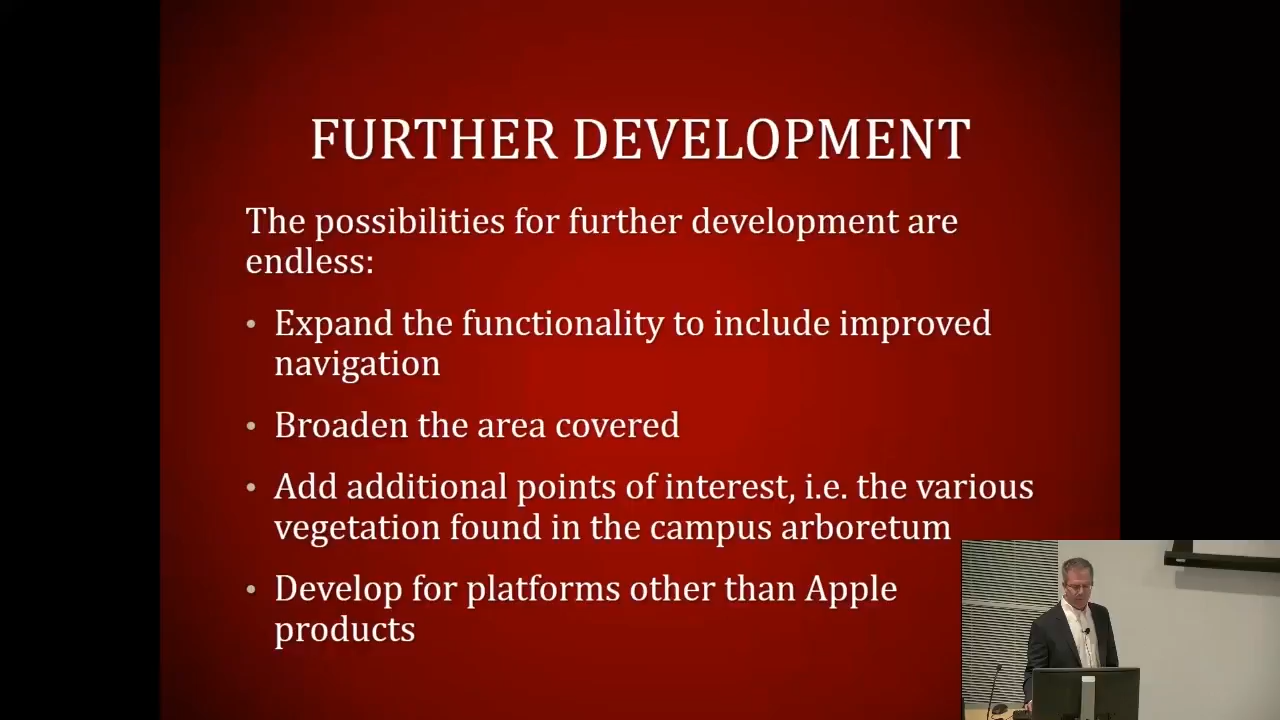 FURTHER DEVELOPMENT
The possibilities for further development are
endless:
• Expand the functionality to include improved
navigation
• Broaden the area covered
• Add additional points of interest, i.e. the various
vegetation found in the campus arboretum
• Develop for platforms other than Apple
products